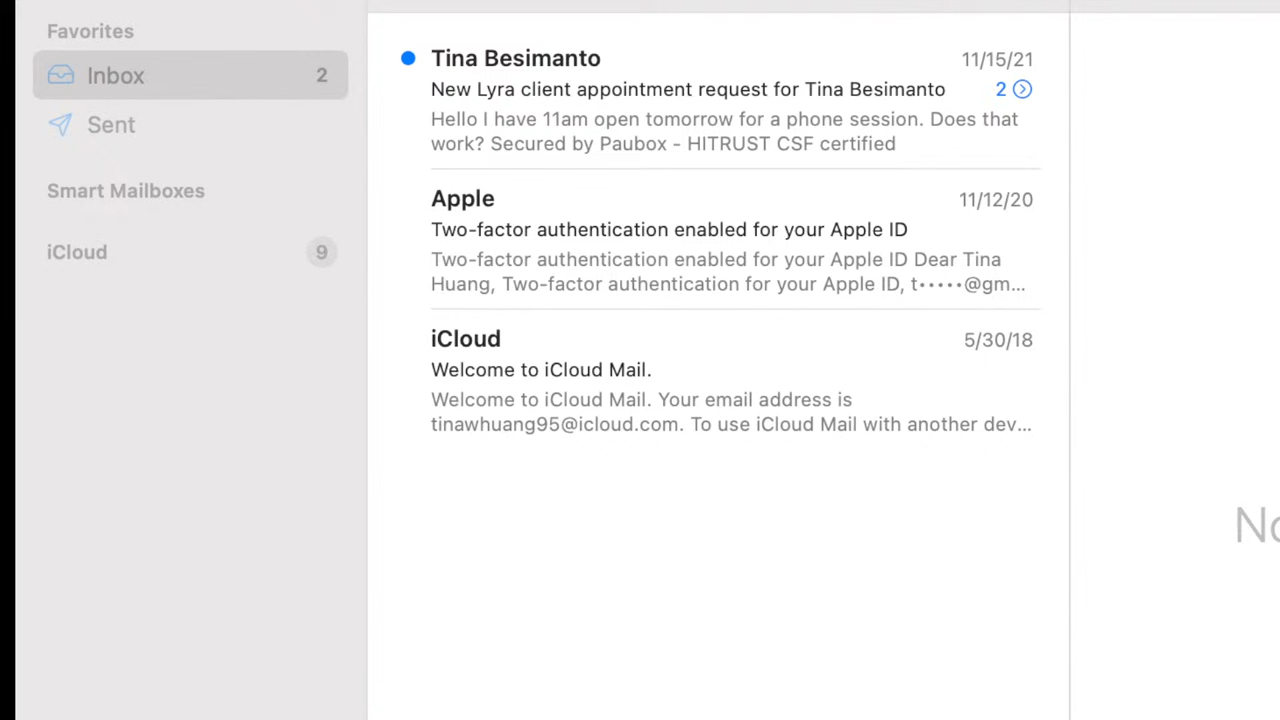 Favorites
Inbox 2
Sent
Smart Mailboxes
iCloud 9
Tina Besimanto 11/15/21
New Lyra client appointment request for Tina Besimanto 2
Hello I have 11am open tomorrow for a phone session. Does that
work? Secured by Paubox - HITRUST CSF certified
Apple 11/12/20
Two-factor authentication enabled for your Apple ID
Two-factor authentication enabled for your Apple ID Dear Tina
Huang, Two-factor authentication for your Apple ID, t•••••@gm...
iCloud 5/30/18
Welcome to iCloud Mail.
Welcome to iCloud Mail. Your email address is
tinawhuang95@icloud.com. To use iCloud Mail with another dev...